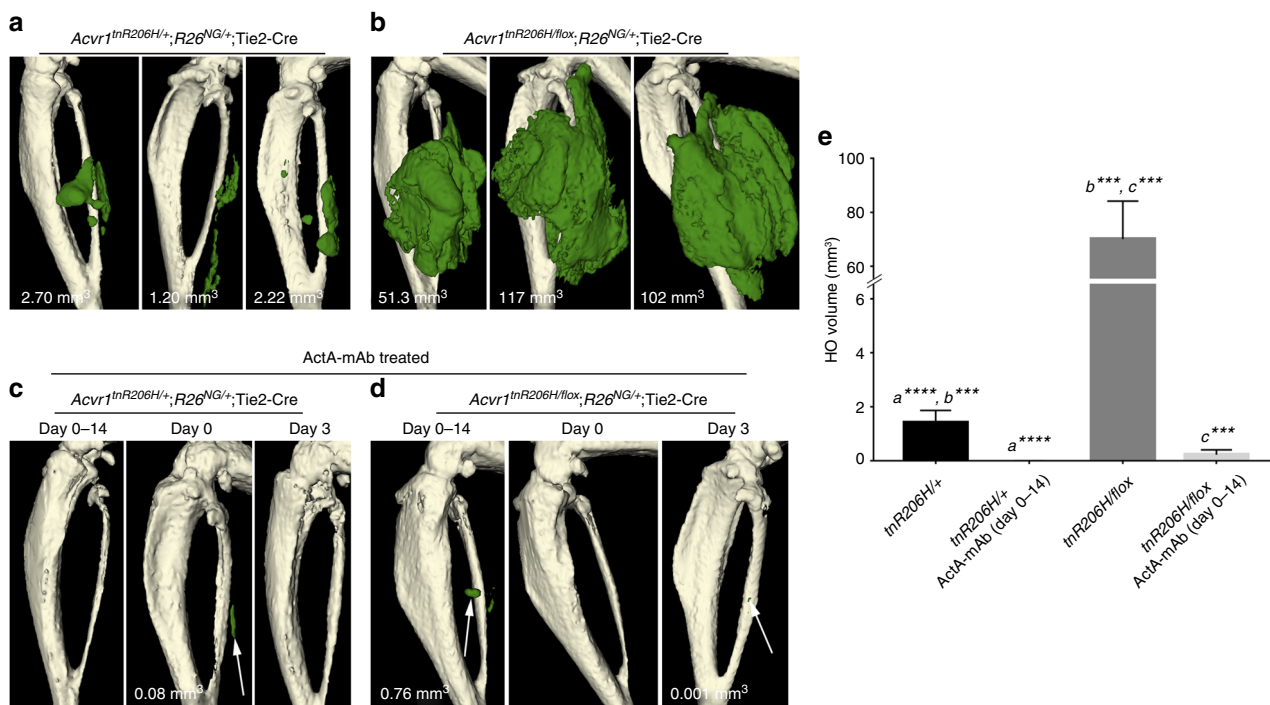 a
Acvr1tnR206H/+;R26NG/+;Tie2-Cre
2.70 mm3
1.20 mm3
2.22 mm3
b
Acvr1tnR206H/flox;R26NG/+;Tie2-Cre
51.3 mm3
117 mm3
102 mm3
ActA-mAb treated
c
Acvr1tnR206H/+;R26NG/+;Tie2-Cre
Day 0–14
Day 0
Day 3
0.08 mm3
d
Acvr1tnR206H/flox;R26NG/+;Tie2-Cre
Day 0–14
Day 0
Day 3
0.76 mm3
0.001 mm3
e
HO volume (mm3)
100
80
60
6
4
2
0
a****, b***
a****
b***, c***
c***
tnR206H/+
tnR206H/+
ActA-mAb (day 0–14)
tnR206H/flox
tnR206H/flox
ActA-mAb (day 0–14)